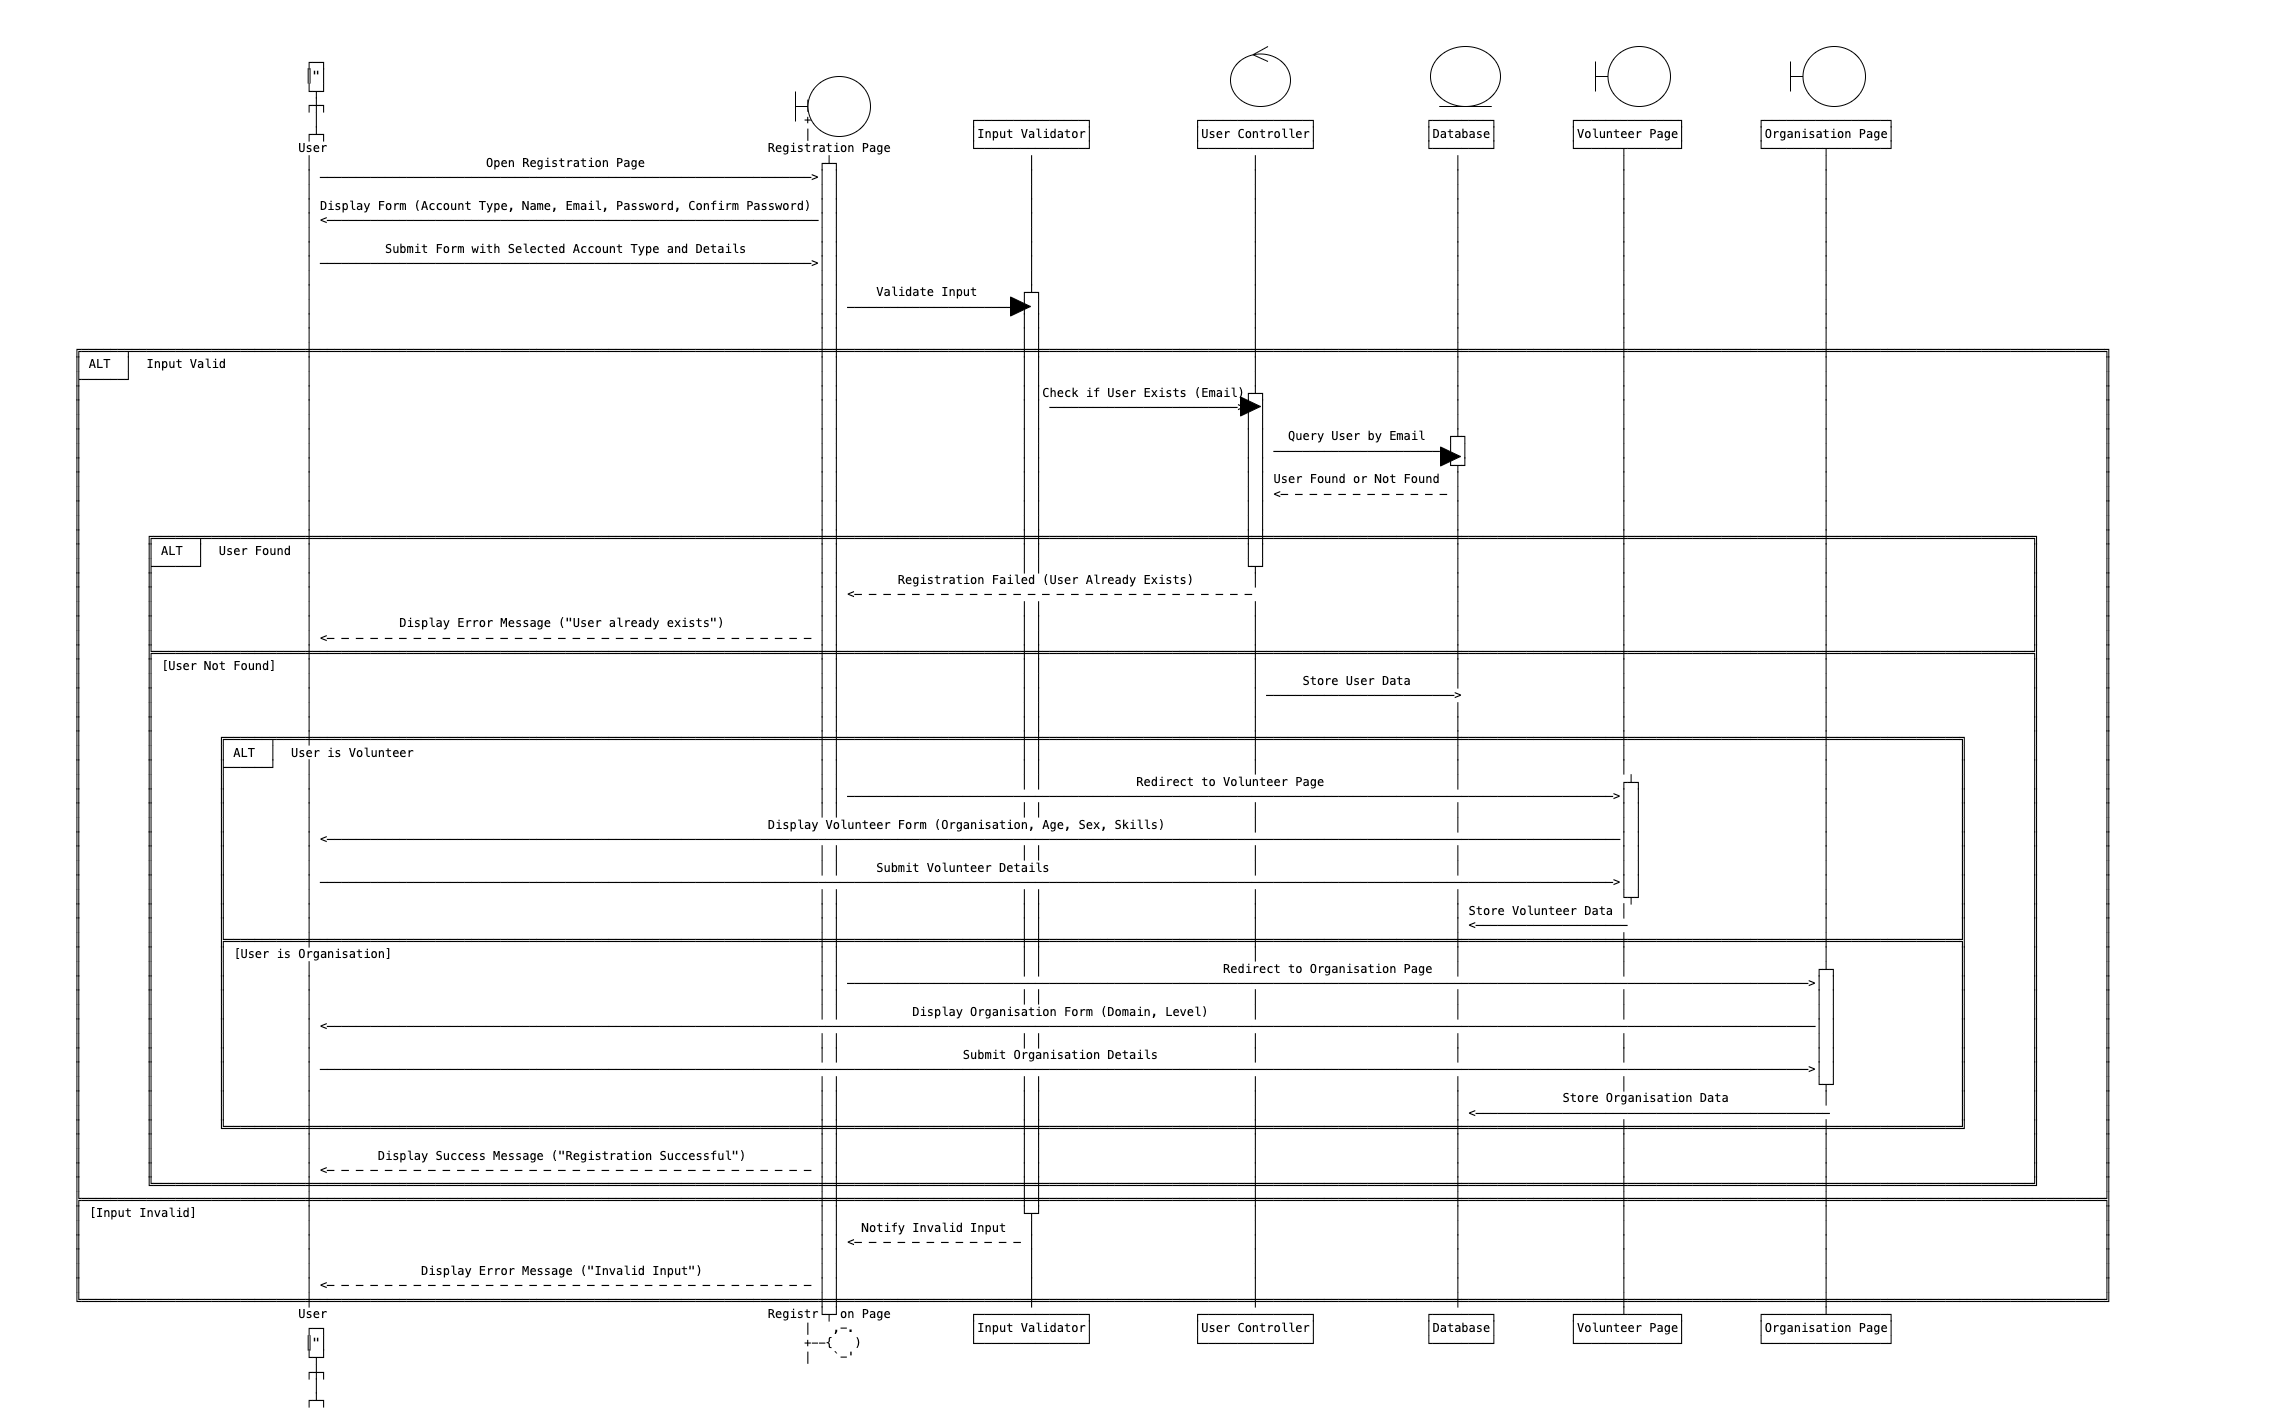 "
User
Registration Page
Input Validator
User Controller
Database
Volunteer Page
Organisation Page
Open Registration Page
Display Form (Account Type, Name, Email, Password, Confirm Password)
Submit Form with Selected Account Type and Details
Validate Input
ALT Input Valid
Check if User Exists (Email)
Query User by Email
User Found or Not Found
ALT User Found
Registration Failed (User Already Exists)
Display Error Message ("User already exists")
[User Not Found]
Store User Data
ALT User is Volunteer
Redirect to Volunteer Page
Display Volunteer Form (Organisation, Age, Sex, Skills)
Submit Volunteer Details
Store Volunteer Data
[User is Organisation]
Redirect to Organisation Page
Display Organisation Form (Domain, Level)
Submit Organisation Details
Store Organisation Data
Display Success Message ("Registration Successful")
[Input Invalid]
Notify Invalid Input
Display Error Message ("Invalid Input")
User
Registr on Page
Input Validator
User Controller
Database
Volunteer Page
Organisation Page
"